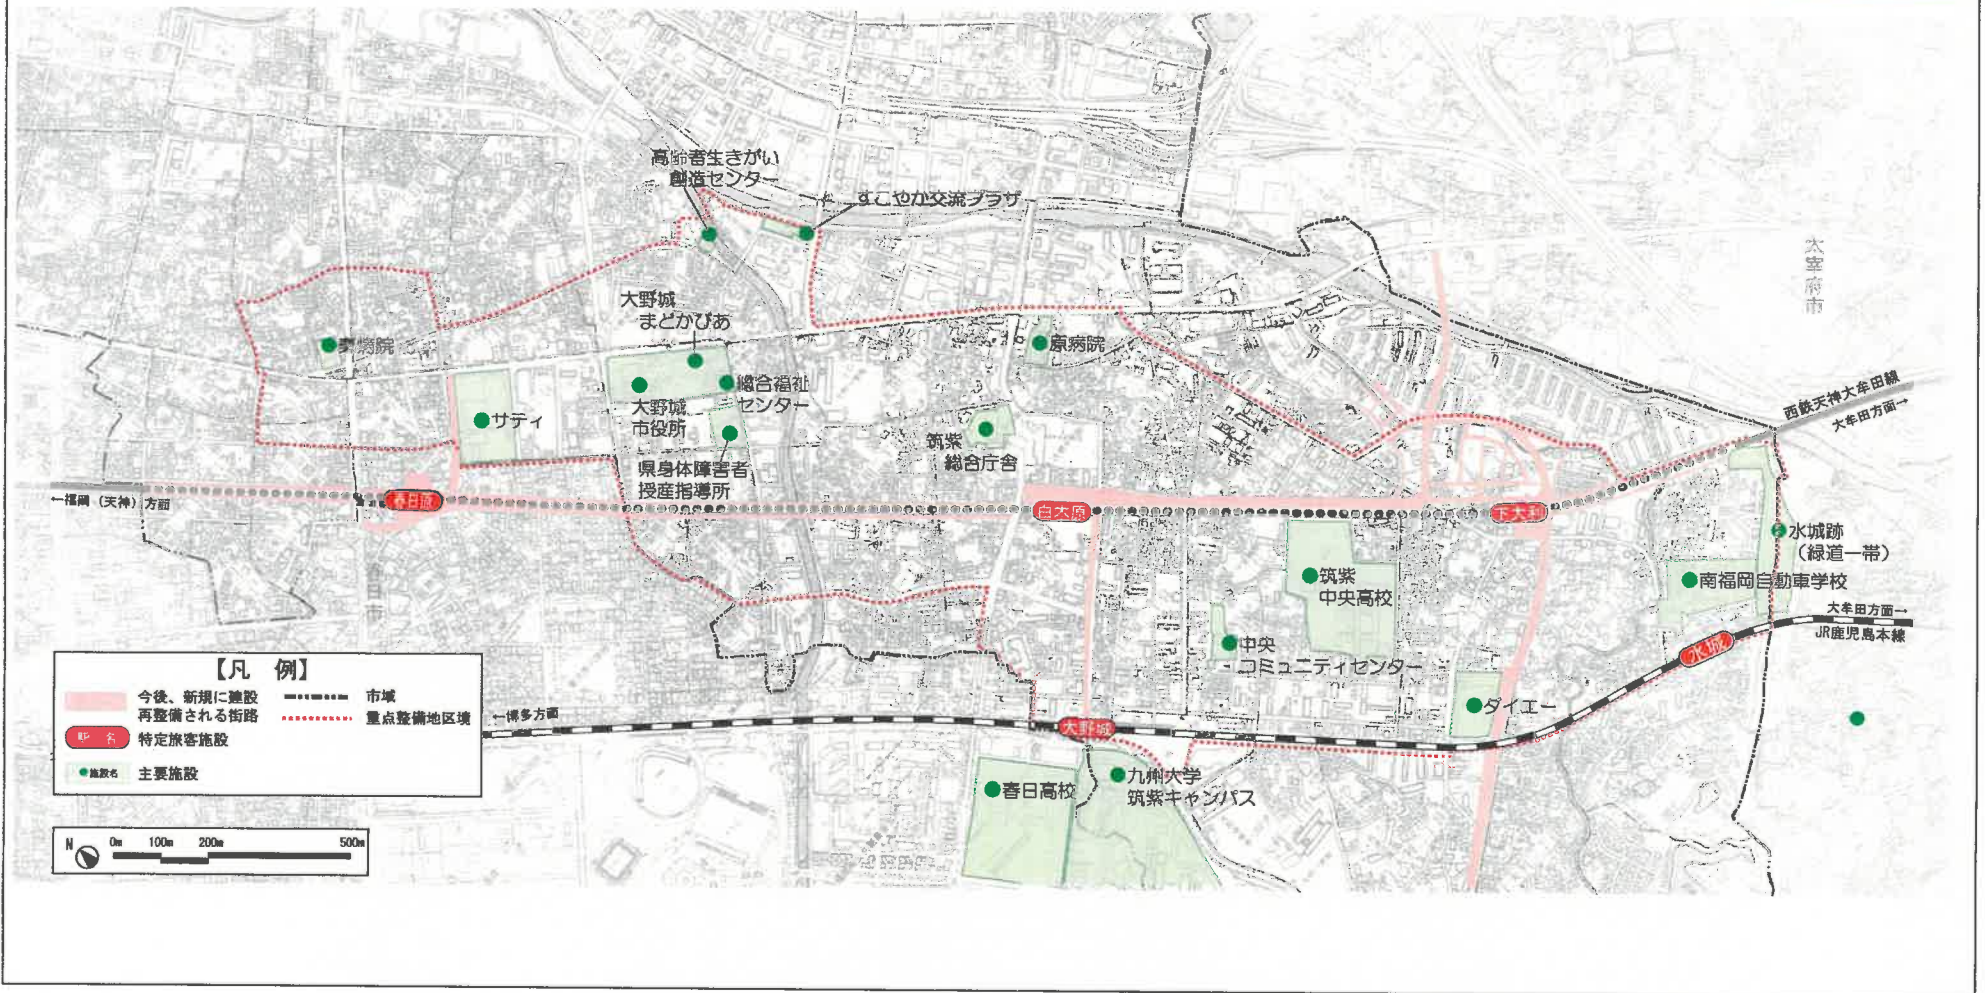 高齢者生きがい
創造センター
すこやか交流プラザ
太宰府市
大野城
まどかぴあ
原病院
総合福祉
センター
大野城
市役所
サティ
筑紫
総合庁舎
県身体障害者
授産指導所
西鉄天神大牟田線
大牟田方面→
←福岡（天神）方面
春日原
白木原
下大利
水城跡
（緑道一帯）
南福岡自動車学校
筑紫
中央高校
大牟田方面→
JR鹿児島本線
水城
中央
コミュニティセンター
ダイエー
←博多方面
大野城
春日高校
九州大学
筑紫キャンパス
【凡 例】
今後、新規に建設
再整備される街路
市域
重点整備地区境
駅 名
特定旅客施設
施設名
主要施設
N
0m 100m 200m 500m